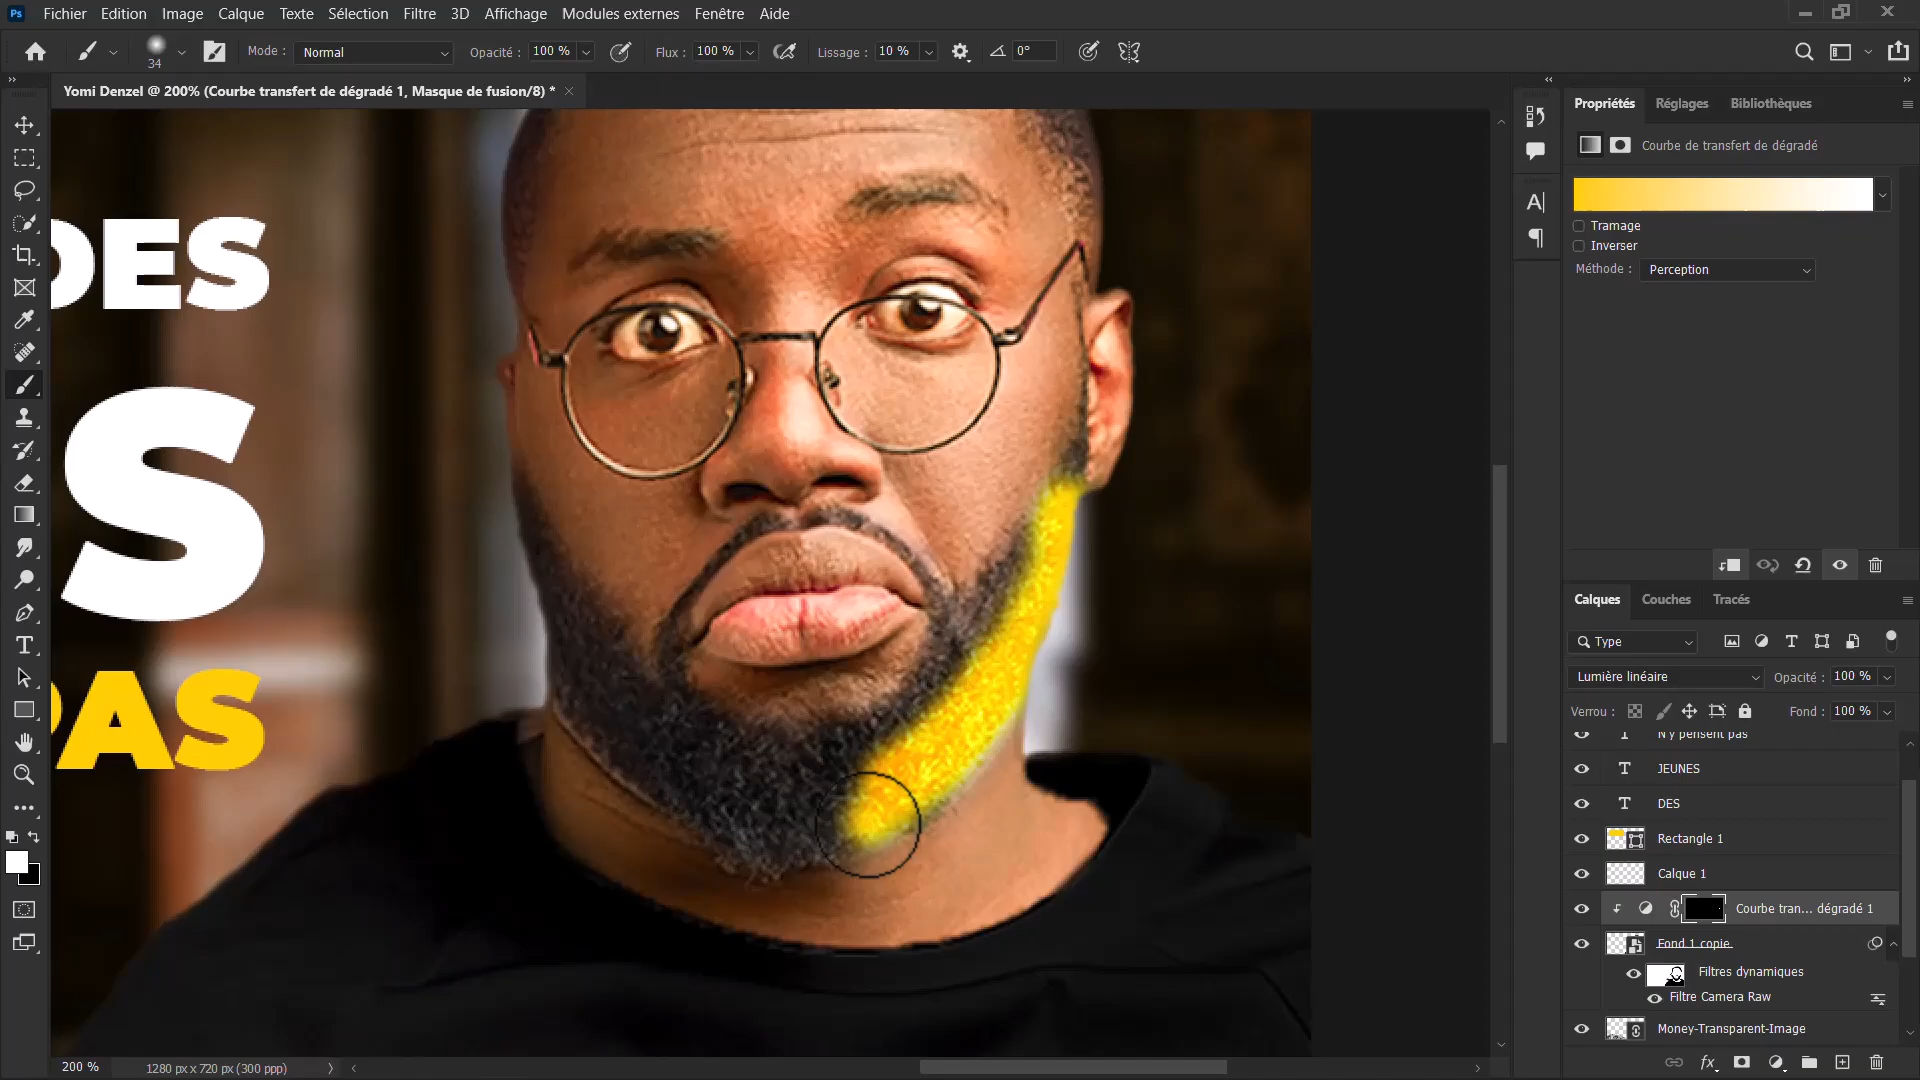 Ps Fichier Edition Image Calque Texte Sélection Filtre 3D Affichage Modules externes Fenêtre Aide
34 Mode : Normal Opacité : 100 % Flux : 100 % Lissage : 10 % 0°
Yomi Denzel @ 200% (Courbe transfert de dégradé 1, Masque de fusion/8) *
Propriétés Réglages Bibliothèques
Courbe de transfert de dégradé
Tramage
Inverser
Méthode : Perception
DES
S
PAS
Calques Couches Tracés
Type
Lumière linéaire Opacité : 100 %
Verrou : Fond : 100 %
N'y pensent pas
JEUNES
DES
Rectangle 1
Calque 1
Courbe tran... dégradé 1
Fond 1 copie
Filtres dynamiques
Filtre Camera Raw
Money-Transparent-Image
200 % 1280 px x 720 px (300 ppp)